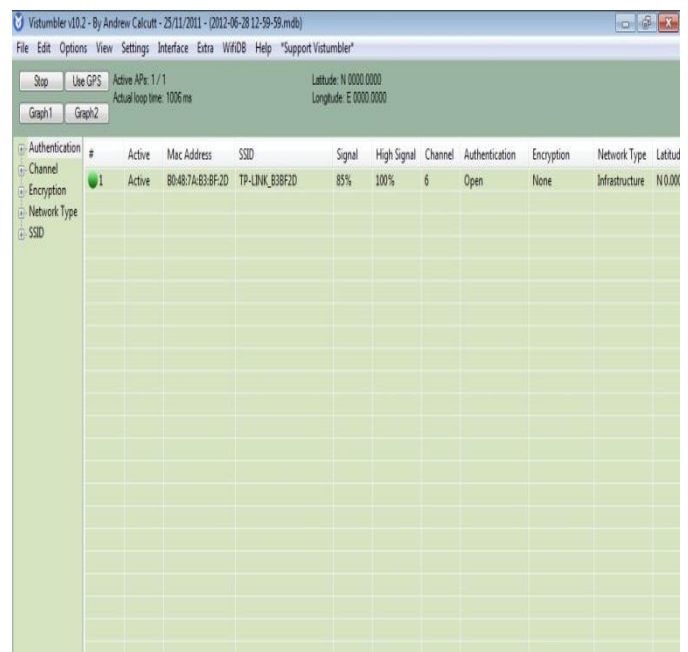 Vistumbler v10.2 - By Andrew Calcutt - 25/11/2011 - (2012-06-28 12-59-59.mdb)
File Edit Options View Settings Interface Extra WifiDB Help *Support Vistumbler*
Stop Use GPS Active APs: 1 / 1 Latitude: N 0000.0000
Actual loop time: 1006 ms Longitude: E 0000.0000
Graph1 Graph2
Authentication
Channel
Encryption
Network Type
SSID
# Active Mac Address SSID Signal High Signal Channel Authentication Encryption Network Type Latitud
1 Active B0:48:7A:B3:BF:2D TP-LINK_B3BF2D 85% 100% 6 Open None Infrastructure N 0.000